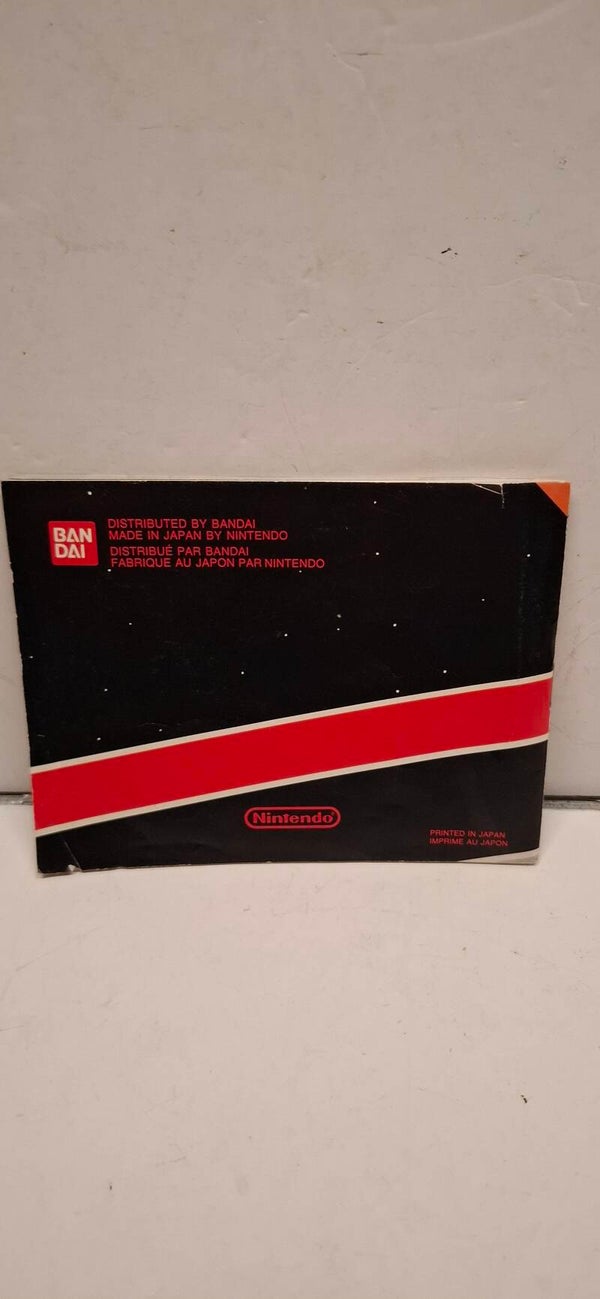 BAN
DAI
DISTRIBUTED BY BANDAI
MADE IN JAPAN BY NINTENDO
DISTRIBUÉ PAR BANDAI
FABRIQUE AU JAPON PAR NINTENDO
Nintendo®
PRINTED IN JAPAN
IMPRIME AU JAPON